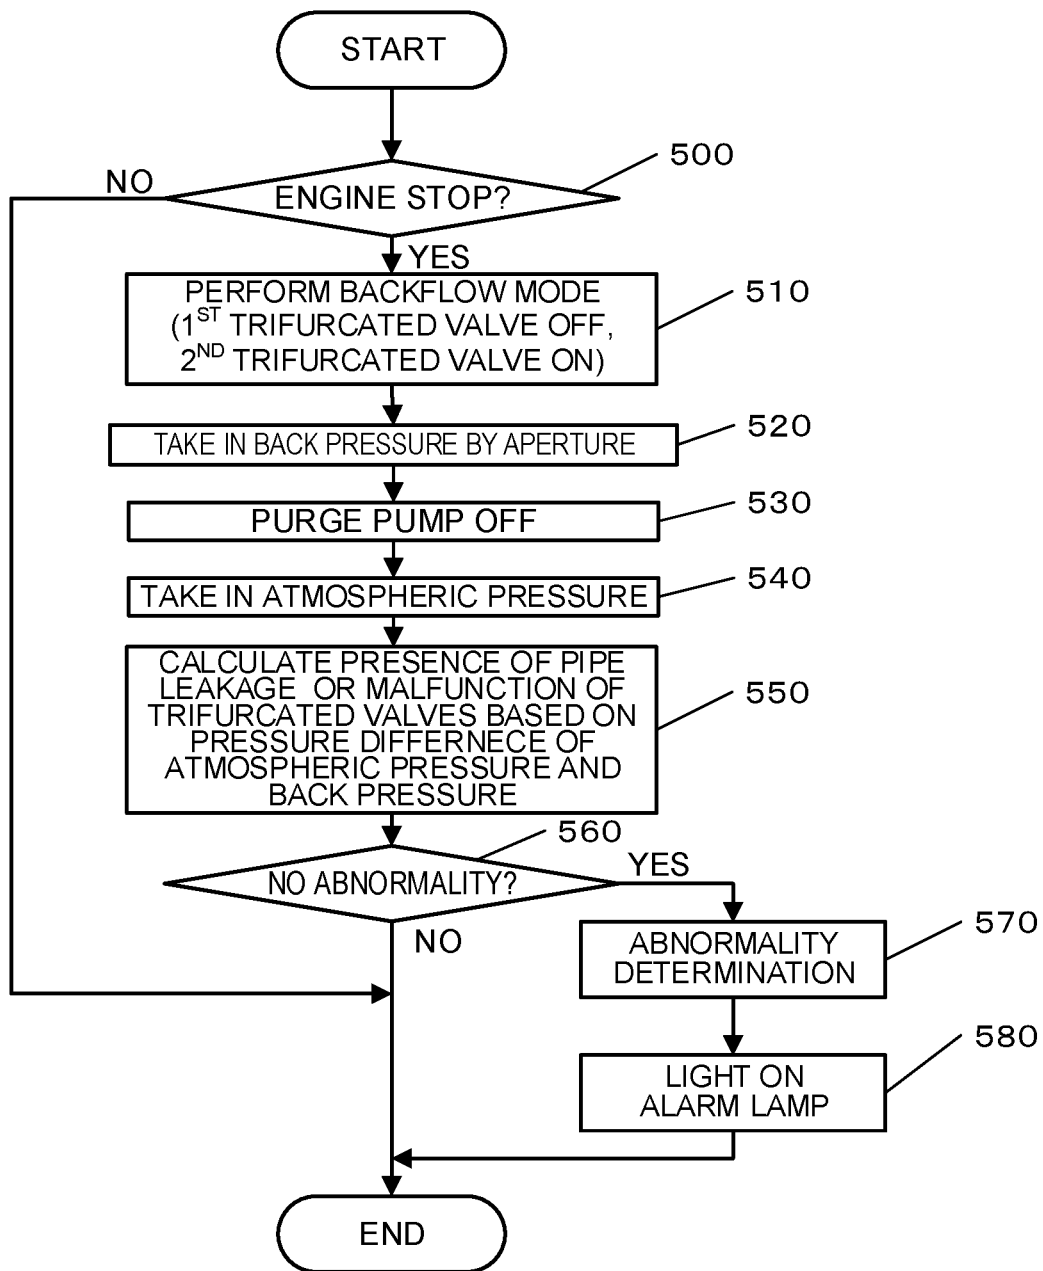 START
500
NO
ENGINE STOP?
YES
PERFORM BACKFLOW MODE
(1ST TRIFURCATED VALVE OFF,
2ND TRIFURCATED VALVE ON)
510
TAKE IN BACK PRESSURE BY APERTURE
520
PURGE PUMP OFF
530
TAKE IN ATMOSPHERIC PRESSURE
540
CALCULATE PRESENCE OF PIPE
LEAKAGE OR MALFUNCTION OF
TRIFURCATED VALVES BASED ON
PRESSURE DIFFERNECE OF
ATMOSPHERIC PRESSURE AND
BACK PRESSURE
550
560
NO ABNORMALITY?
YES
NO
ABNORMALITY
DETERMINATION
570
LIGHT ON
ALARM LAMP
580
END